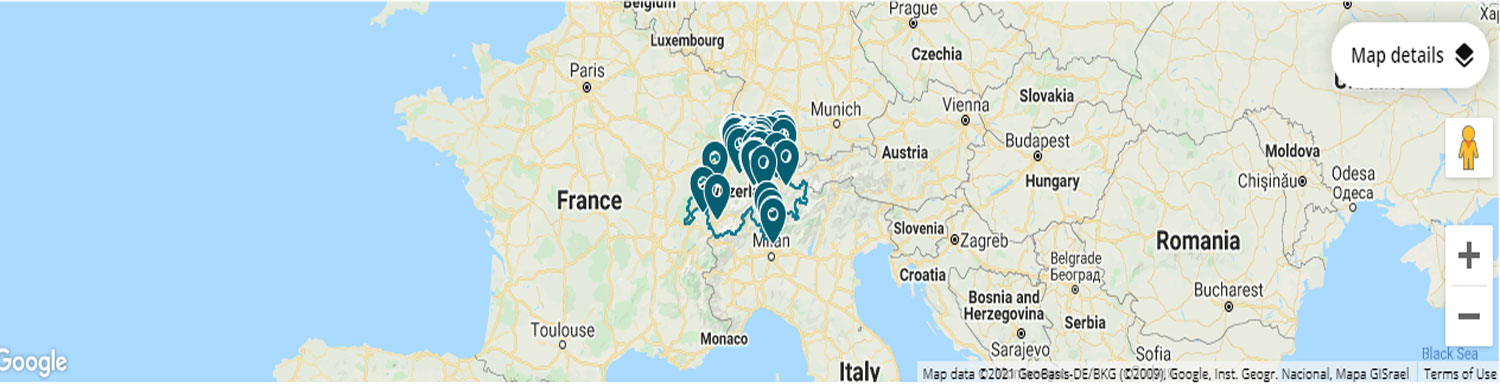 Belgium
Prague
Luxembourg
Czechia
Map details
Paris
Munich
Vienna
Slovakia
Budapest
Austria
Moldova
Chișinău
Odesa
Одеса
Hungary
France
Slovenia
Zagreb
Romania
Milan
Croatia
Belgrade
Београд
Bosnia and
Herzegovina
Bucharest
Serbia
Toulouse
Monaco
Sarajevo
Sofia
Black Sea
Google
Italy
Map data ©2021 GeoBasis-DE/BKG (©2009), Google, Inst. Geogr. Nacional, Mapa GISrael
Terms of Use